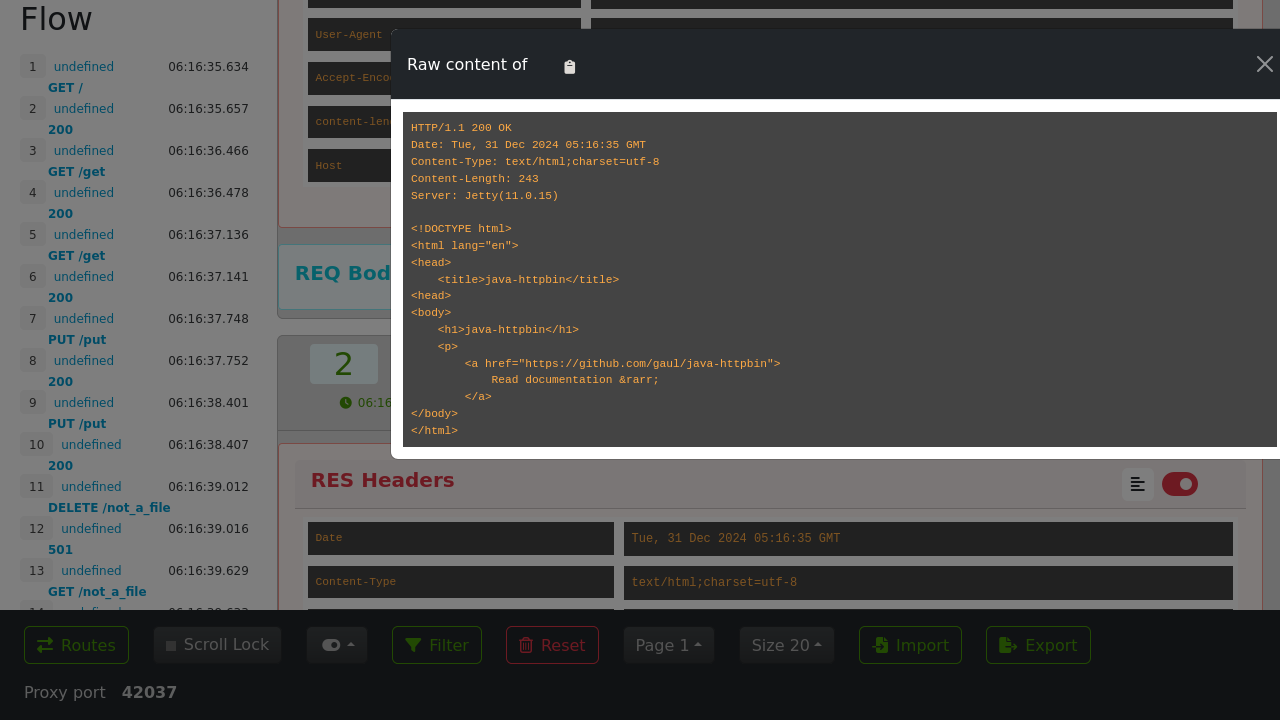 Flow
1 undefined 06:16:35.634
GET /
2 undefined 06:16:35.657
200
3 undefined 06:16:36.466
GET /get
4 undefined 06:16:36.478
200
5 undefined 06:16:37.136
GET /get
6 undefined 06:16:37.141
200
7 undefined 06:16:37.748
PUT /put
8 undefined 06:16:37.752
200
9 undefined 06:16:38.401
PUT /put
10 undefined 06:16:38.407
200
11 undefined 06:16:39.012
DELETE /not_a_file
12 undefined 06:16:39.016
501
13 undefined 06:16:39.629
GET /not_a_file
User-Agent
Accept-Enco
content-len
Host
REQ Bod
2
06:16
Raw content of
HTTP/1.1 200 OK
Date: Tue, 31 Dec 2024 05:16:35 GMT
Content-Type: text/html;charset=utf-8
Content-Length: 243
Server: Jetty(11.0.15)
<!DOCTYPE html>
<html lang="en">
<head>
    <title>java-httpbin</title>
<head>
<body>
    <h1>java-httpbin</h1>
    <p>
        <a href="https://github.com/gaul/java-httpbin">
            Read documentation &rarr;
        </a>
</body>
</html>
RES Headers
Date Tue, 31 Dec 2024 05:16:35 GMT
Content-Type text/html;charset=utf-8
Routes Scroll Lock Filter Reset Page 1 Size 20 Import Export
Proxy port 42037